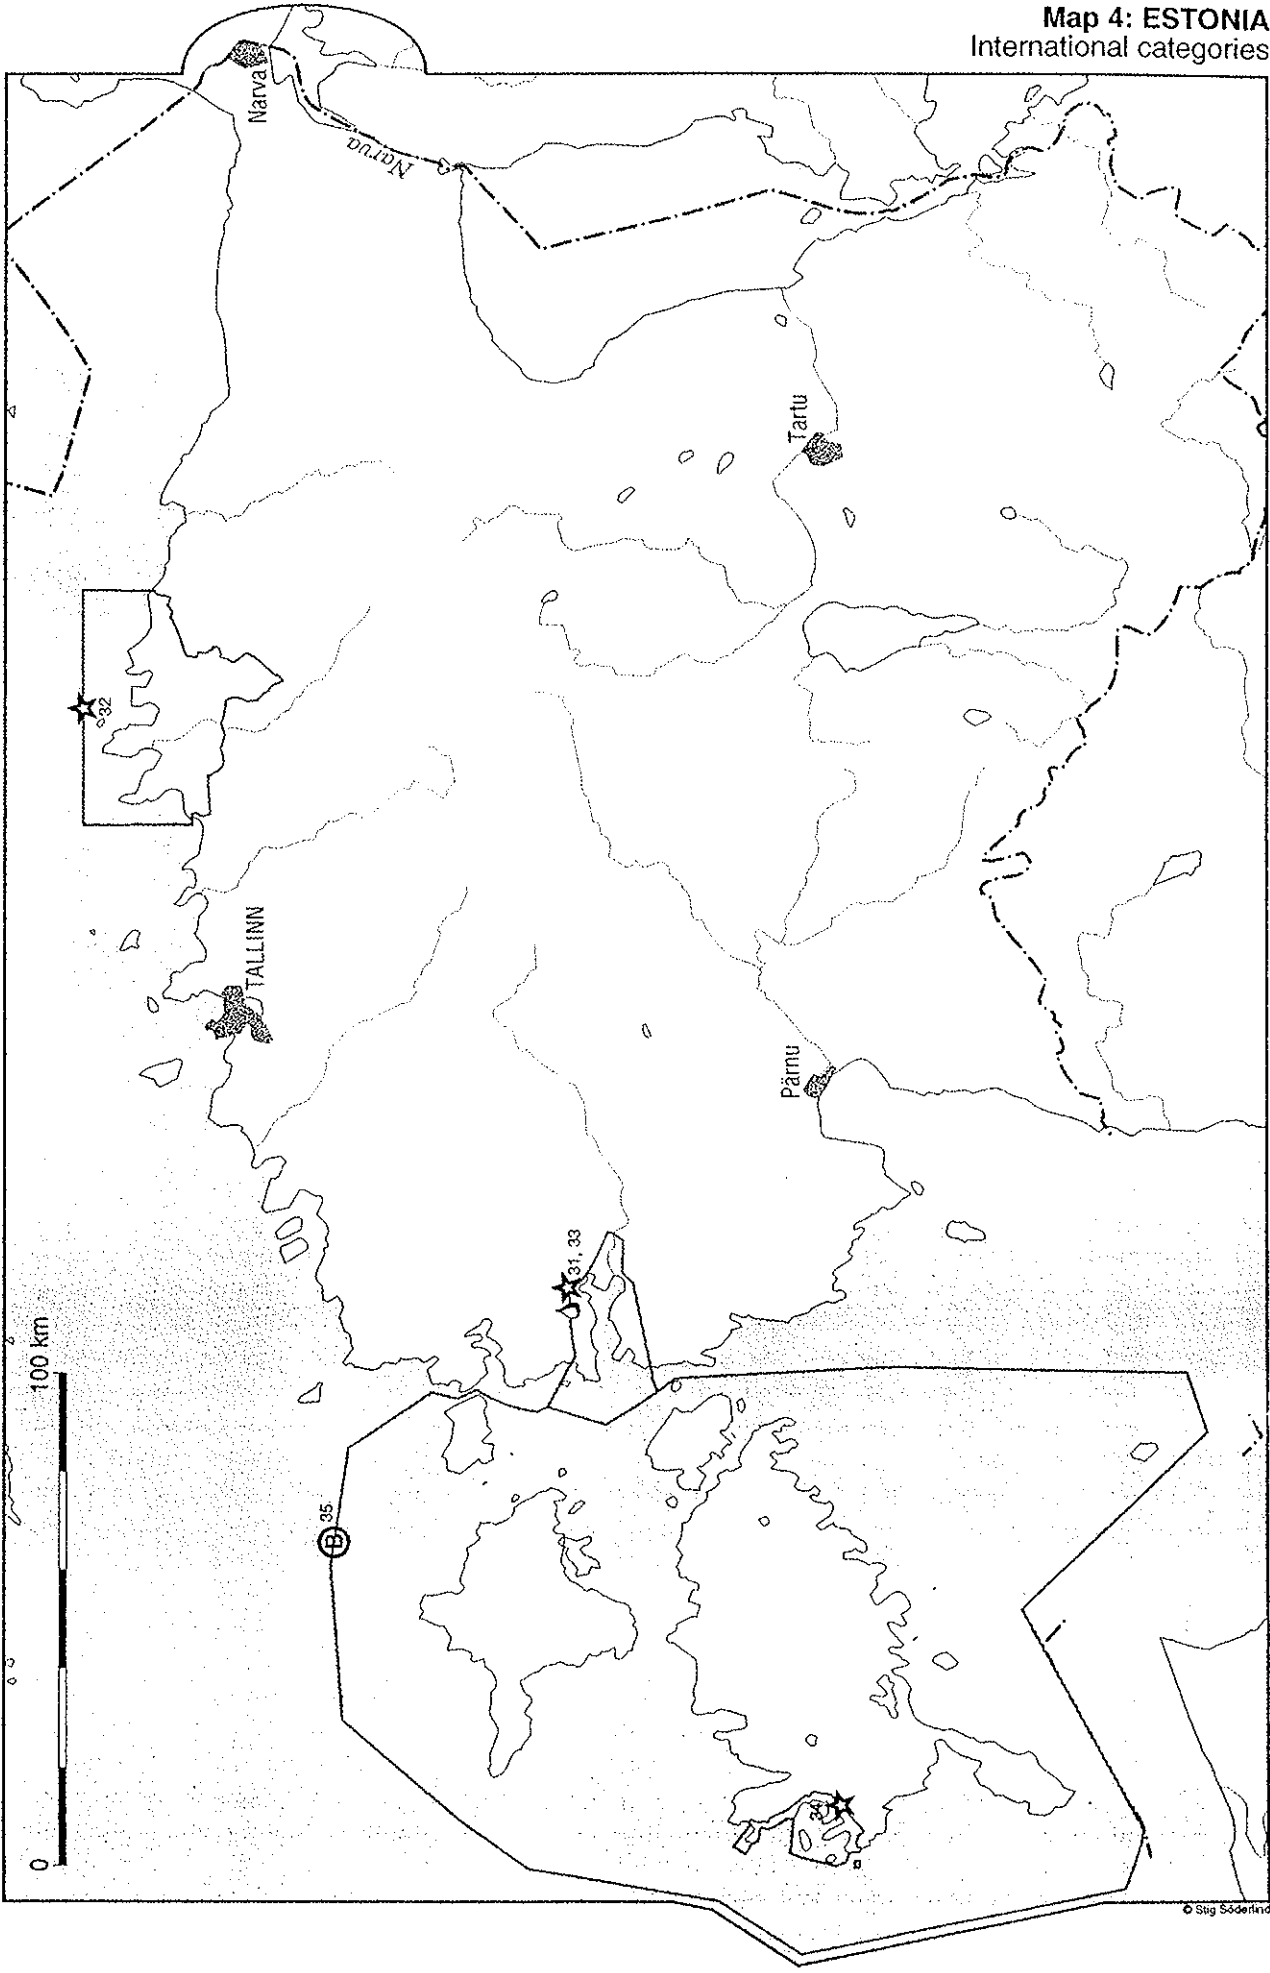 Map 4: ESTONIA
International categories
Narva
Narva
32
Tartu
TALLINN
Pärnu
31, 33
100 km
B 35
34
0
© Stig Söderlind